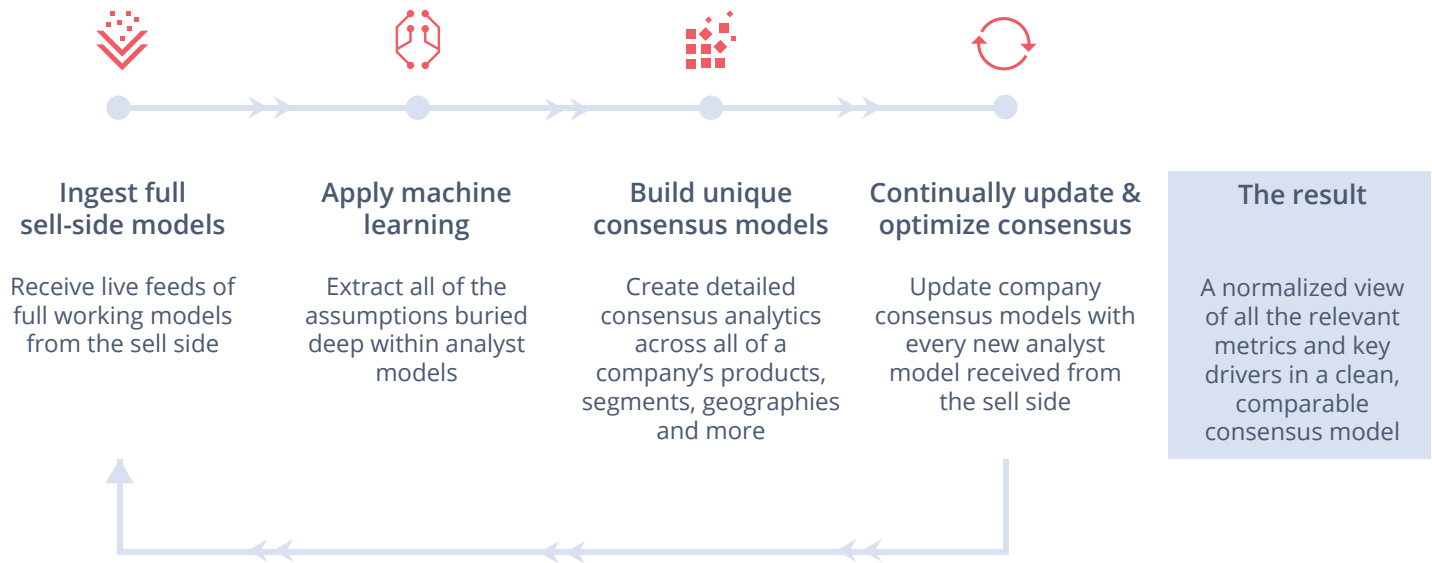 Ingest full
sell-side models
Receive live feeds of
full working models
from the sell side
Apply machine
learning
Extract all of the
assumptions buried
deep within analyst
models
Build unique
consensus models
Create detailed
consensus analytics
across all of a
company’s products,
segments, geographies
and more
Continually update &
optimize consensus
Update company
consensus models with
every new analyst
model received from
the sell side
The result
A normalized view
of all the relevant
metrics and key
drivers in a clean,
comparable
consensus model